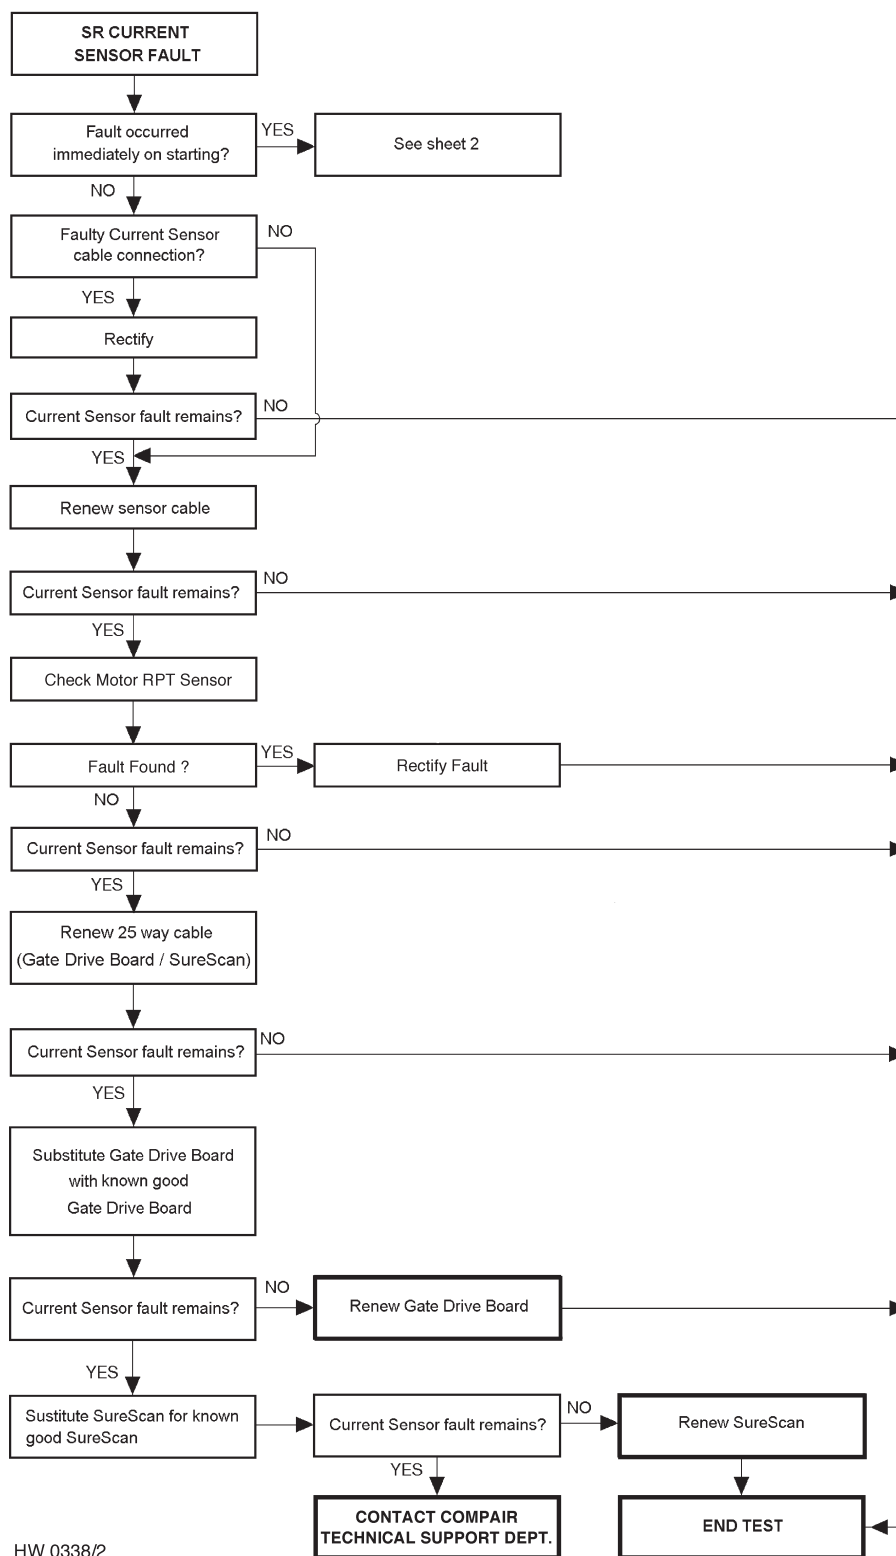 SR CURRENT
SENSOR FAULT
Fault occurred
immediately on starting?
YES
See sheet 2
NO
Faulty Current Sensor
cable connection?
NO
YES
Rectify
Current Sensor fault remains?
NO
YES
Renew sensor cable
Current Sensor fault remains?
NO
YES
Check Motor RPT Sensor
Fault Found ?
YES
Rectify Fault
NO
Current Sensor fault remains?
NO
YES
Renew 25 way cable
(Gate Drive Board / SureScan)
Current Sensor fault remains?
NO
YES
Substitute Gate Drive Board
with known good
Gate Drive Board
Current Sensor fault remains?
NO
Renew Gate Drive Board
YES
Sustitute SureScan for known
good SureScan
Current Sensor fault remains?
NO
Renew SureScan
YES
CONTACT COMPAIR
TECHNICAL SUPPORT DEPT.
END TEST
HW 0338/2